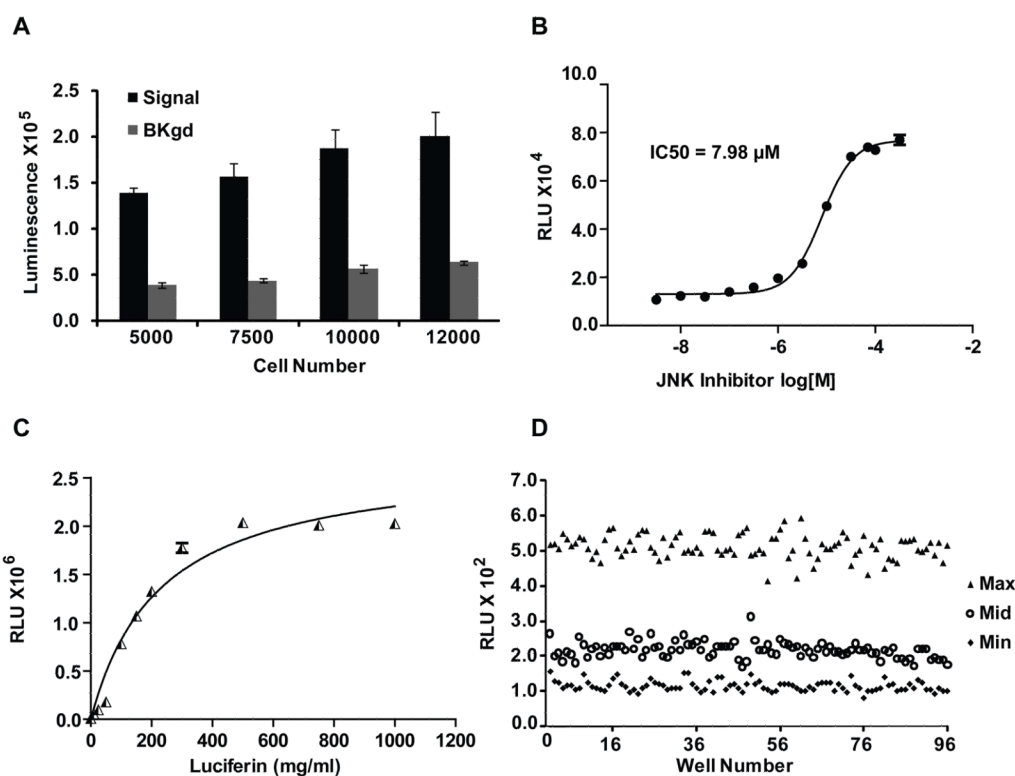 A
Luminescence X10^5
2.5
2.0
1.5
1.0
5.0
0.0
Signal
BKgd
5000 7500 10000 12000
Cell Number
B
RLU X10^4
10.0
8.0
6.0
4.0
2.0
0.0
IC50 = 7.98 µM
-8 -6 -4 -2
JNK Inhibitor log[M]
C
RLU X10^6
2.5
2.0
1.5
1.0
0.5
0.0
0 200 400 600 800 1000 1200
Luciferin (mg/ml)
D
RLU X 10^2
7.0
6.0
5.0
4.0
3.0
2.0
1.0
0.0
Max
Mid
Min
0 16 36 56 76 96
Well Number